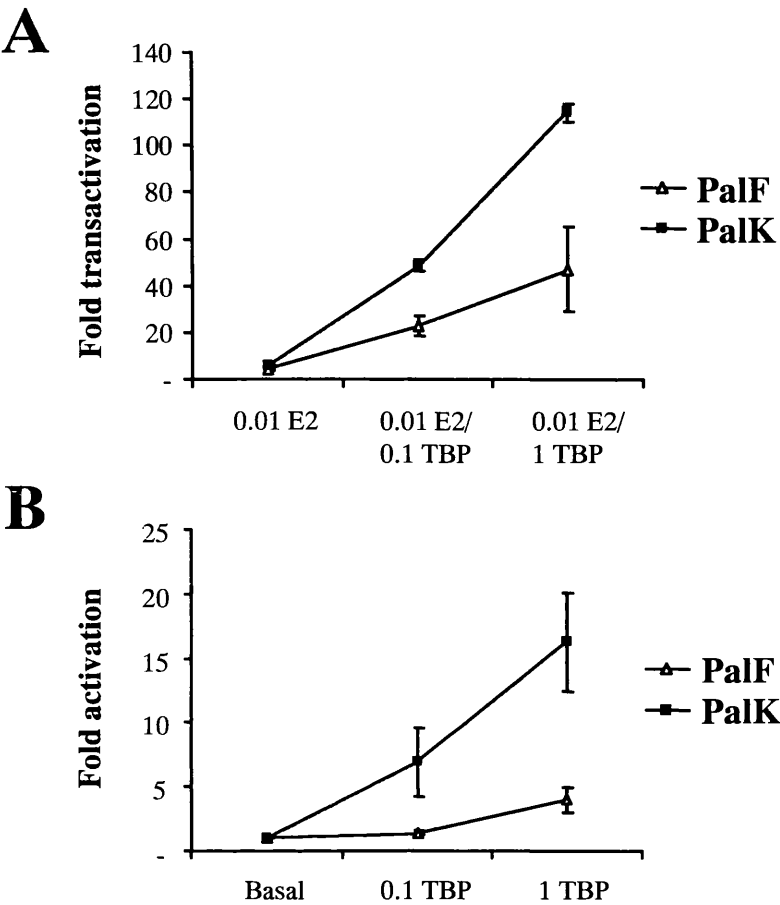 A
140
120
100
80
60
40
20
-
Fold transactivation
0.01 E2
0.01 E2/
0.1 TBP
0.01 E2/
1 TBP
PalF
PalK
B
25
20
15
10
5
-
Fold activation
Basal
0.1 TBP
1 TBP
PalF
PalK